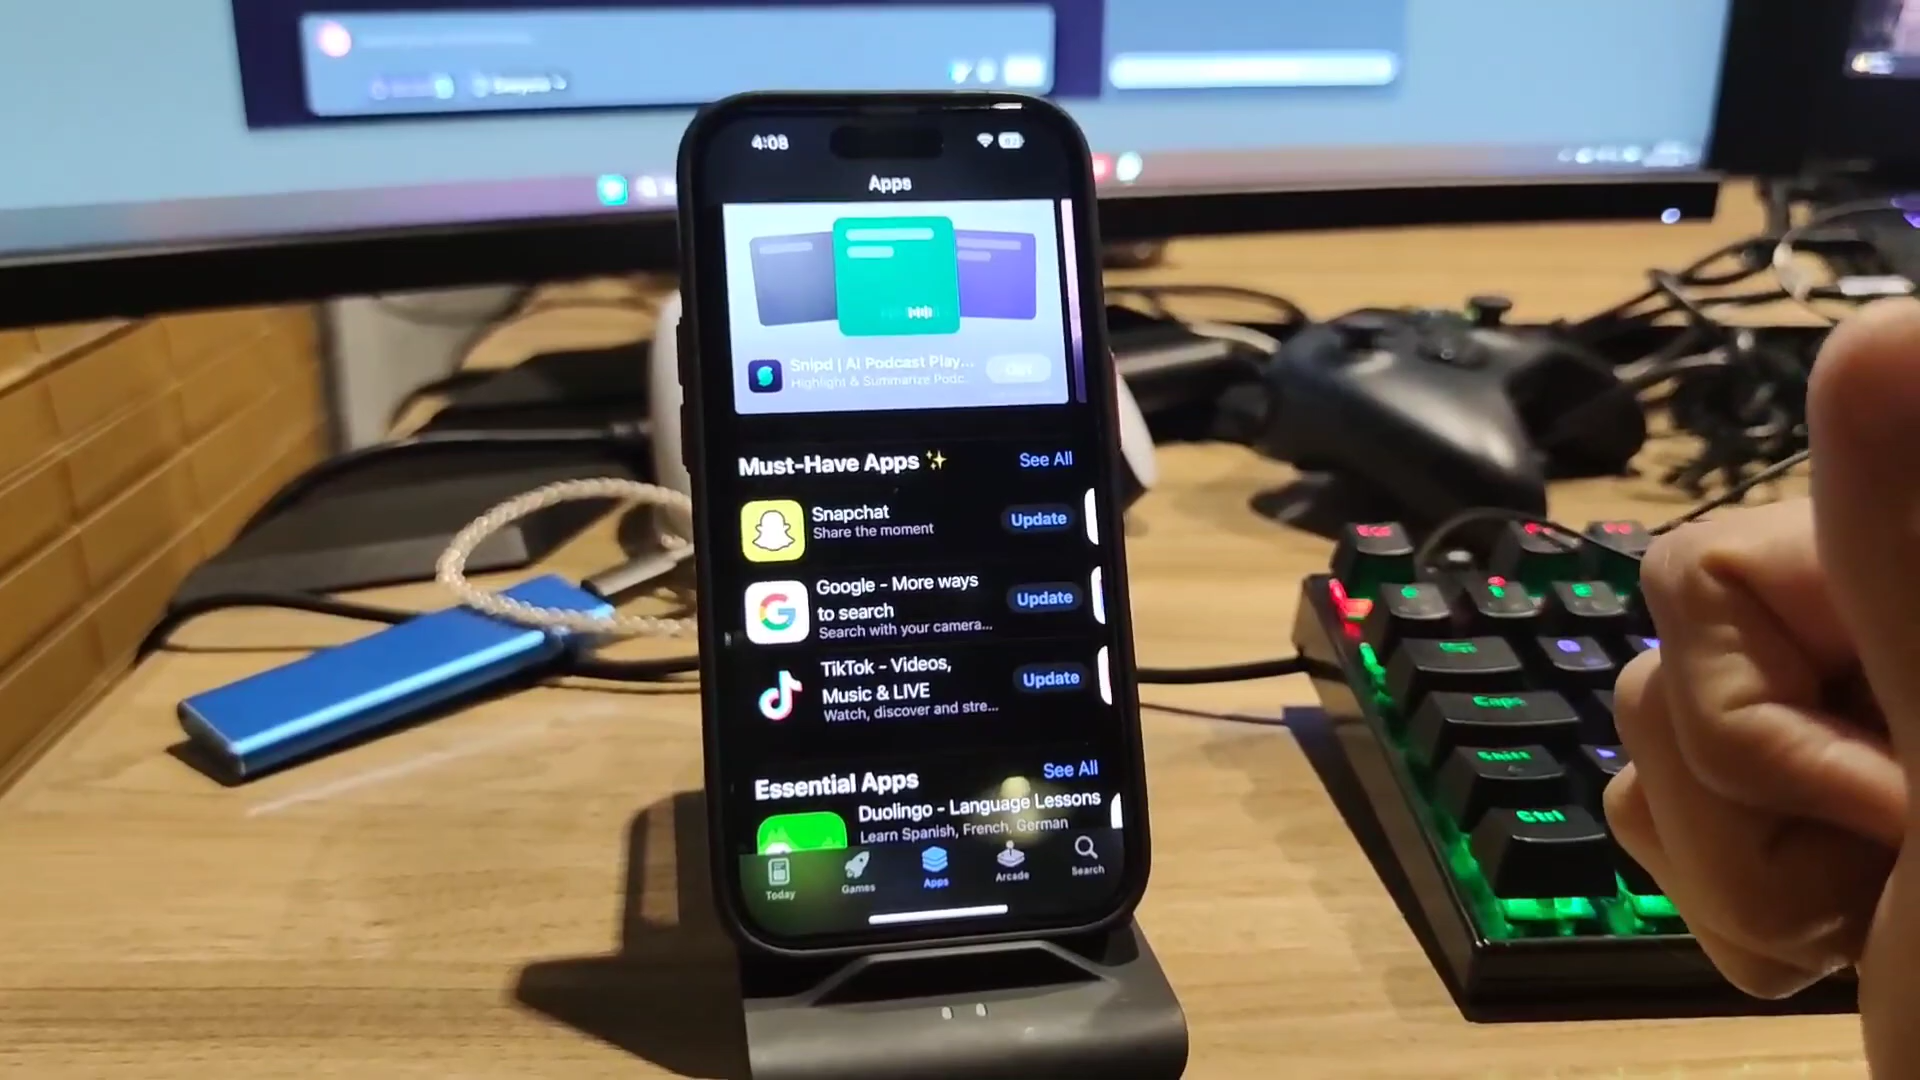 4:08
Apps
Snipd | AI Podcast Play...
Highlight & Summarize Podc...
Must-Have Apps ✨ See All
Snapchat
Share the moment
Update
Google - More ways
to search
Search with your camera...
Update
TikTok - Videos,
Music & LIVE
Watch, discover and stre...
Update
Essential Apps See All
Duolingo - Language Lessons
Learn Spanish, French, German
Today Games Apps Arcade Search
Esc
Caps
Shift
Ctrl